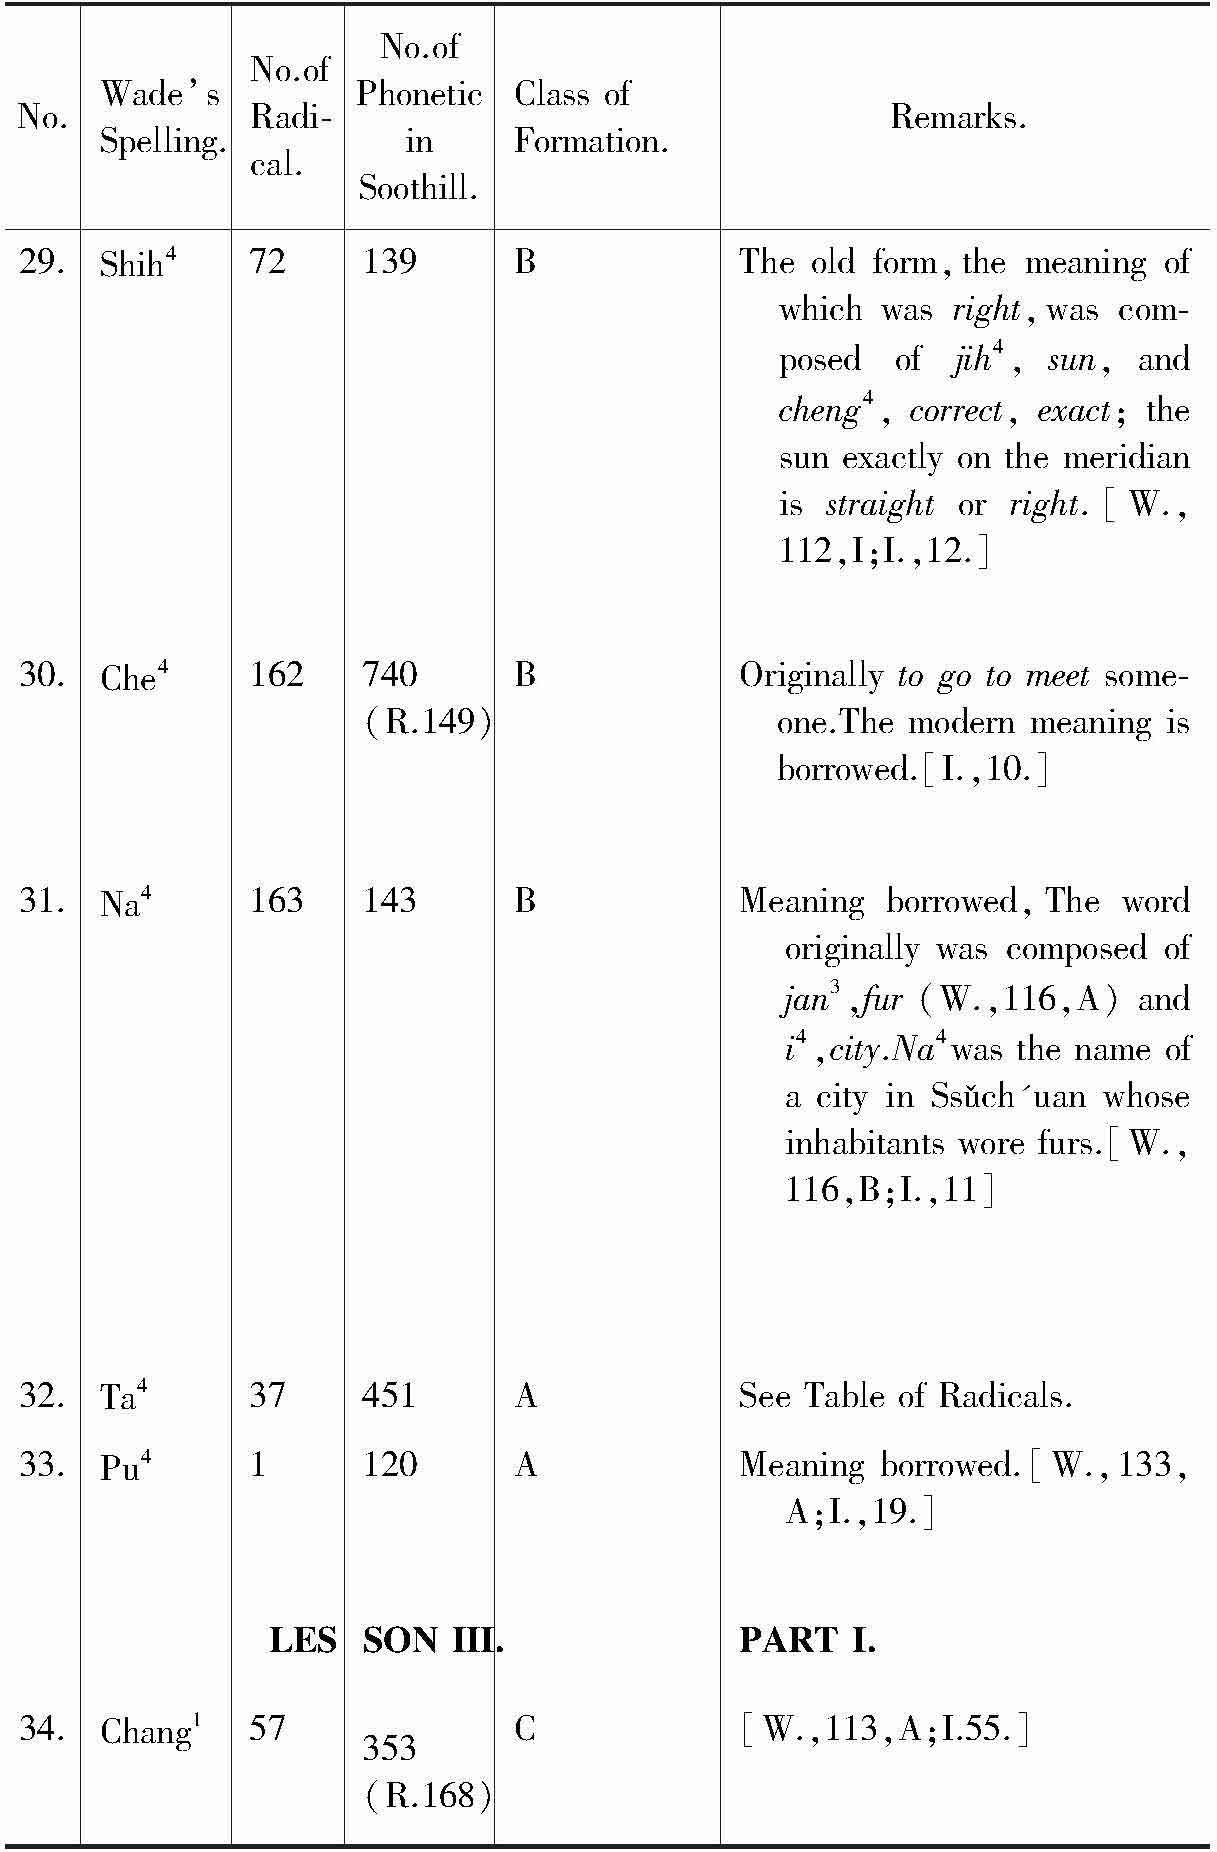 No.
Wade's Spelling.
No.of Radi-cal.
No.of Phonetic in Soothill.
Class of Formation.
Remarks.
29. Shih⁴ 72 139 B The old form, the meaning of
which was right, was com-
posed of jïh⁴, sun, and
cheng⁴, correct, exact; the
sun exactly on the meridian
is straight or right. [W.,
112,I;I.,12.]
30. Che⁴ 162 740 B Originally to go to meet some-
(R.149) one.The modern meaning is
borrowed.[I.,10.]
31. Na⁴ 163 143 B Meaning borrowed, The word
originally was composed of
jan³,fur (W.,116,A) and
i⁴,city.Na⁴was the name of
a city in Ssŭch´uan whose
inhabitants wore furs.[W.,
116,B;I.,11]
32. Ta⁴ 37 451 A See Table of Radicals.
33. Pu⁴ 1 120 A Meaning borrowed.[W.,133,
A;I.,19.]
LESSON III. PART I.
34. Chang¹ 57 353 C [W.,113,A;I.55.]
(R.168)